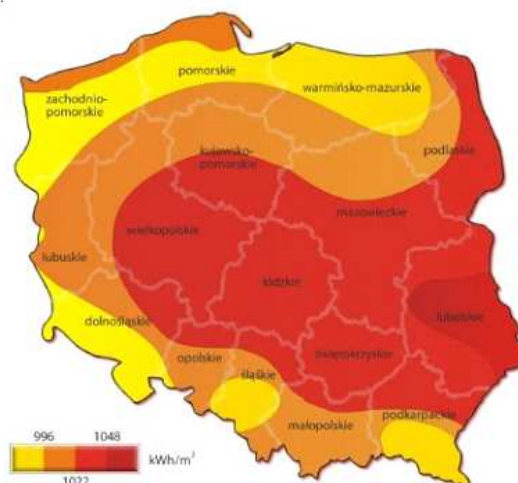 pomorskie
warmińsko-mazurskie
zachodnio-
pomorskie
podlaskie
kujawsko-
pomorskie
mazowieckie
wielkopolskie
lubuskie
łódzkie
lubelskie
dolnośląskie
opolskie
śląskie
świętokrzyskie
małopolskie
podkarpackie
996 1048
kWh/m²
1022